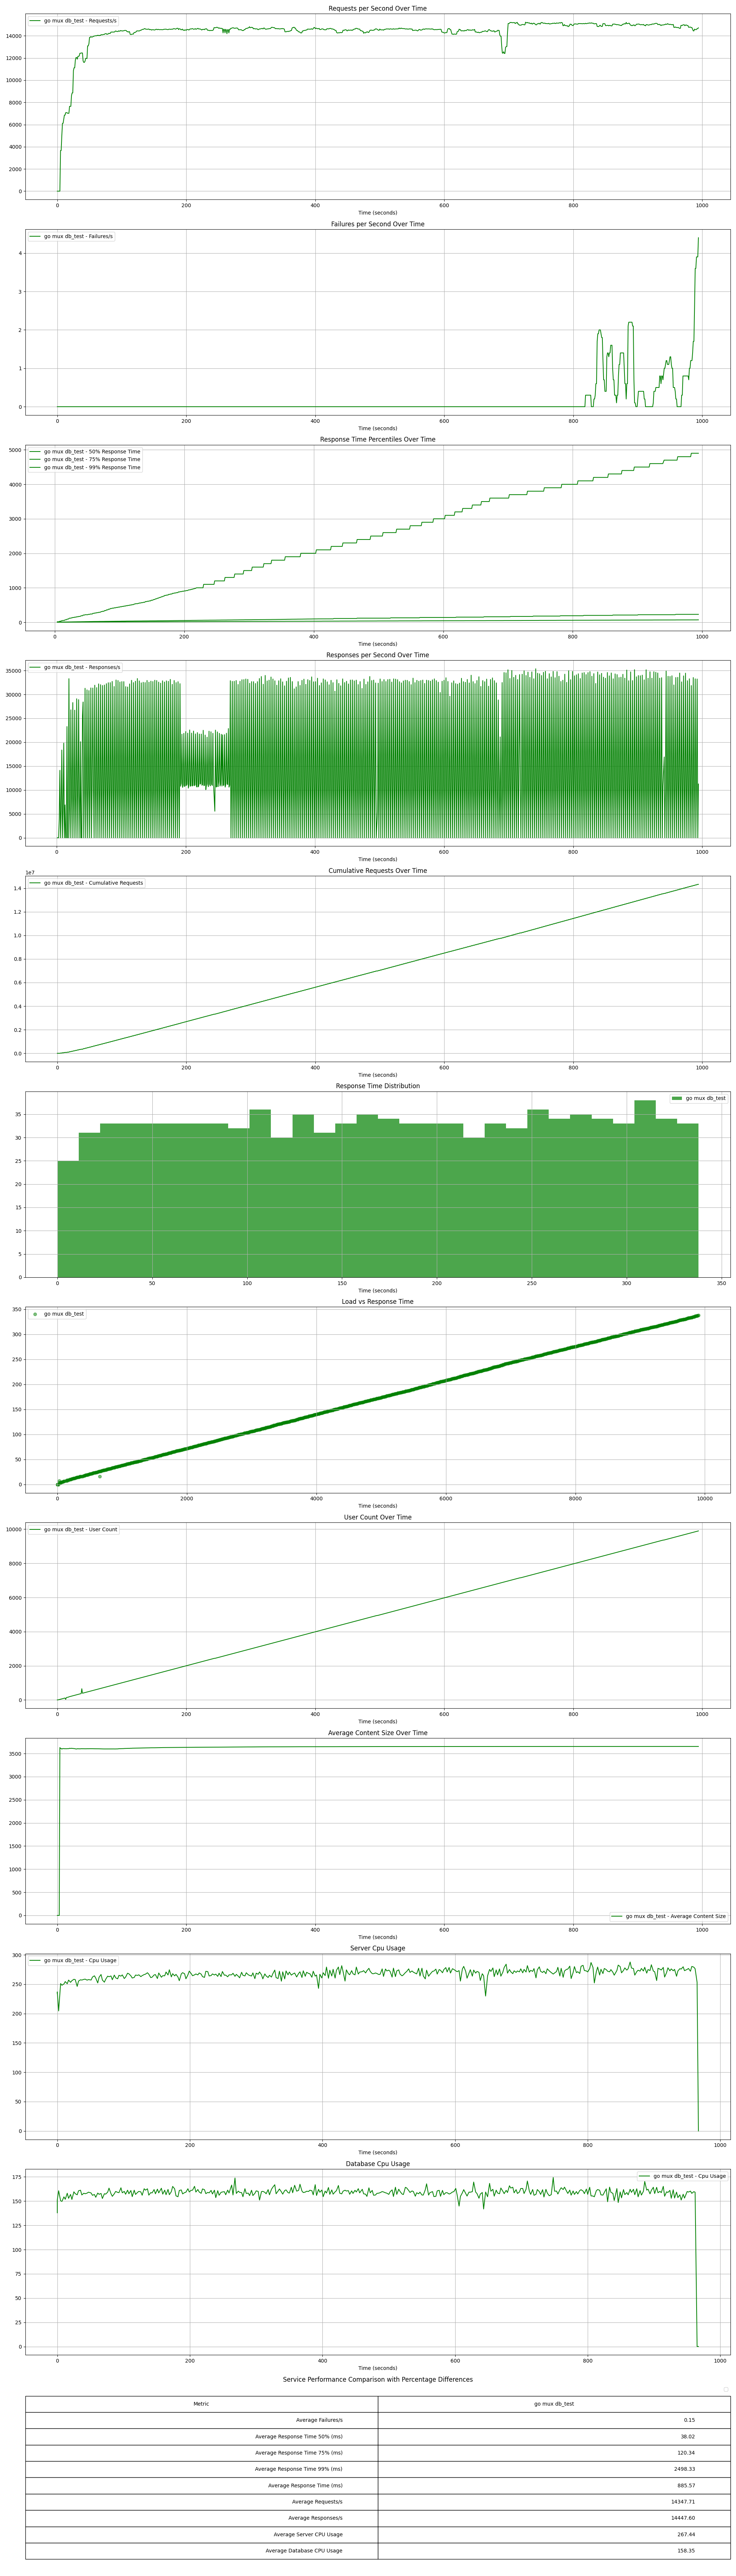 Requests per Second Over Time
go mux db_test - Requests/s
14000
12000
10000
8000
6000
4000
2000
0
0 200 400 600 800 1000
Time (seconds)
Failures per Second Over Time
go mux db_test - Failures/s
4
3
2
1
0
0 200 400 600 800 1000
Time (seconds)
Response Time Percentiles Over Time
go mux db_test - 50% Response Time
go mux db_test - 75% Response Time
go mux db_test - 99% Response Time
5000
4000
3000
2000
1000
0
0 200 400 600 800 1000
Time (seconds)
Responses per Second Over Time
go mux db_test - Responses/s
35000
30000
25000
20000
15000
10000
5000
0
0 200 400 600 800 1000
Time (seconds)
Cumulative Requests Over Time
1e7
go mux db_test - Cumulative Requests
1.4
1.2
1.0
0.8
0.6
0.4
0.2
0.0
0 200 400 600 800 1000
Time (seconds)
Response Time Distribution
go mux db_test
35
30
25
20
15
10
5
0
0 50 100 150 200 250 300 350
Time (seconds)
Load vs Response Time
go mux db_test
350
300
250
200
150
100
50
0
0 2000 4000 6000 8000 10000
Time (seconds)
User Count Over Time
go mux db_test - User Count
10000
8000
6000
4000
2000
0
0 200 400 600 800 1000
Time (seconds)
Average Content Size Over Time
3500
3000
2500
2000
1500
1000
500
0
go mux db_test - Average Content Size
0 200 400 600 800 1000
Time (seconds)
Server Cpu Usage
go mux db_test - Cpu Usage
300
250
200
150
100
50
0
0 200 400 600 800 1000
Time (seconds)
Database Cpu Usage
go mux db_test - Cpu Usage
175
150
125
100
75
50
25
0
0 200 400 600 800 1000
Time (seconds)
Service Performance Comparison with Percentage Differences
Metric go mux db_test
Average Failures/s 0.15
Average Response Time 50% (ms) 38.02
Average Response Time 75% (ms) 120.34
Average Response Time 99% (ms) 2498.33
Average Response Time (ms) 885.57
Average Requests/s 14347.71
Average Responses/s 14447.60
Average Server CPU Usage 267.44
Average Database CPU Usage 158.35